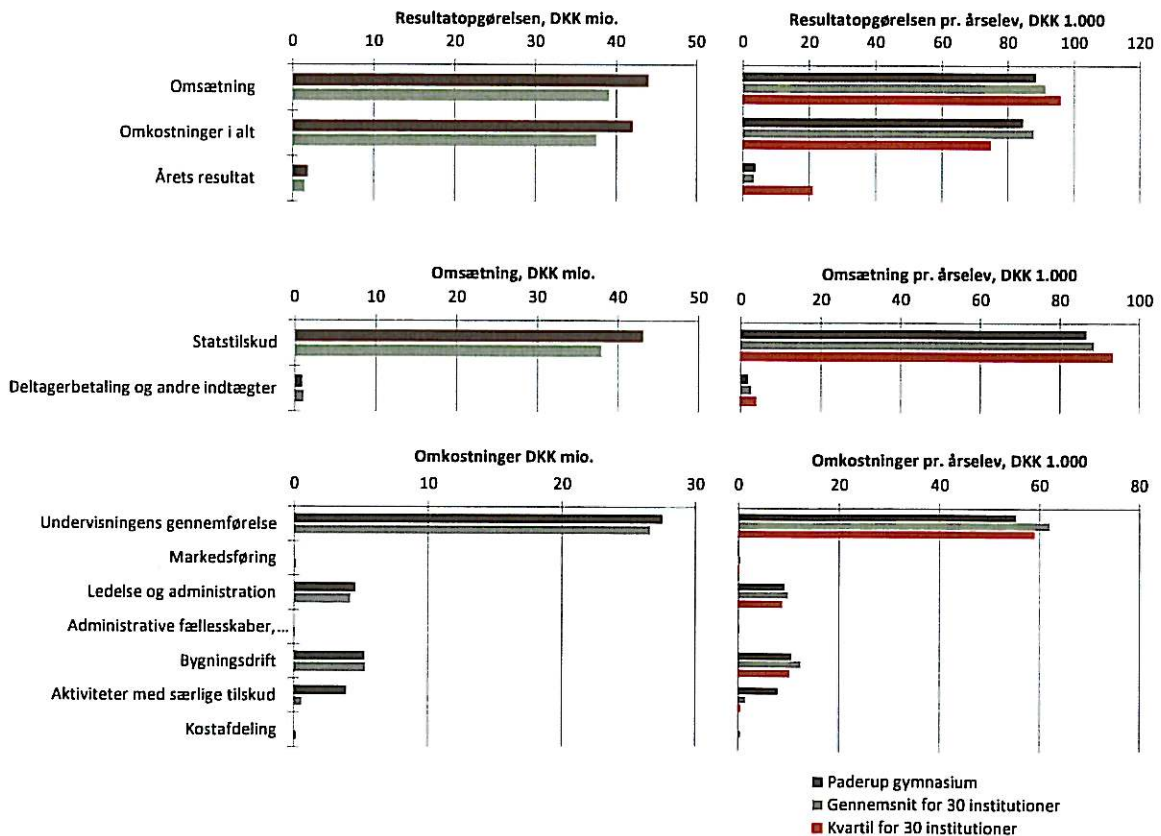 Resultatopgørelsen, DKK mio.
0 10 20 30 40 50
Omsætning
Omkostninger i alt
Årets resultat
Resultatopgørelsen pr. årselev, DKK 1.000
0 20 40 60 80 100 120
Omsætning, DKK mio.
0 10 20 30 40 50
Statstilskud
Deltagerbetaling og andre indtægter
Omsætning pr. årselev, DKK 1.000
0 20 40 60 80 100
Omkostninger DKK mio.
0 10 20 30
Undervisningens gennemførelse
Markedsføring
Ledelse og administration
Administrative fællesskaber,...
Bygningsdrift
Aktiviteter med særlige tilskud
Kostafdeling
Omkostninger pr. årselev, DKK 1.000
0 20 40 60 80
Paderup gymnasium
Gennemsnit for 30 institutioner
Kvartil for 30 institutioner